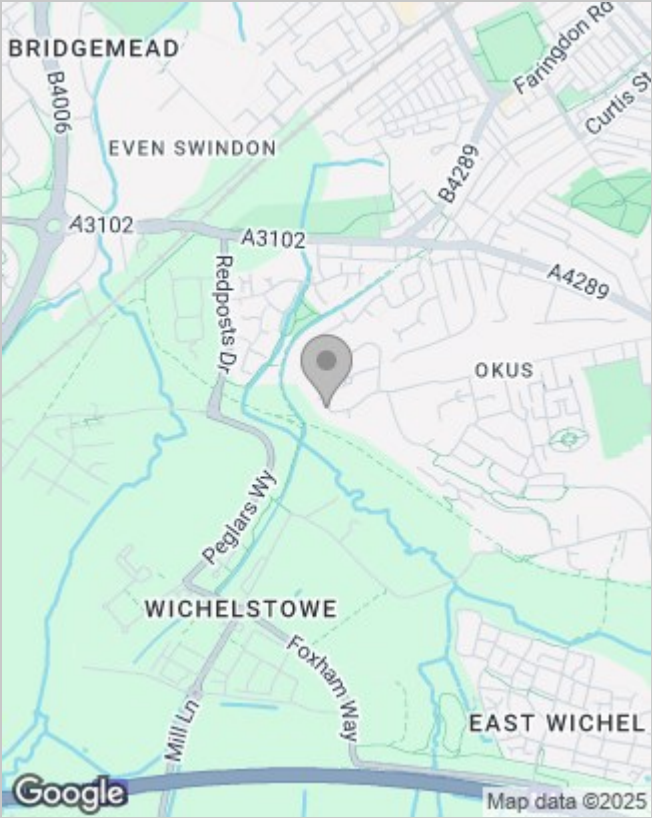 Faringdon Rd
BRIDGEMEAD
B4006
Curtis St
EVEN SWINDON
B4289
A3102
A3102
A4289
Redposts Dr
OKUS
Peglars Wy
WICHELSTOWE
Foxham Way
Mill Ln
EAST WICHEL
Google
Map data ©2025